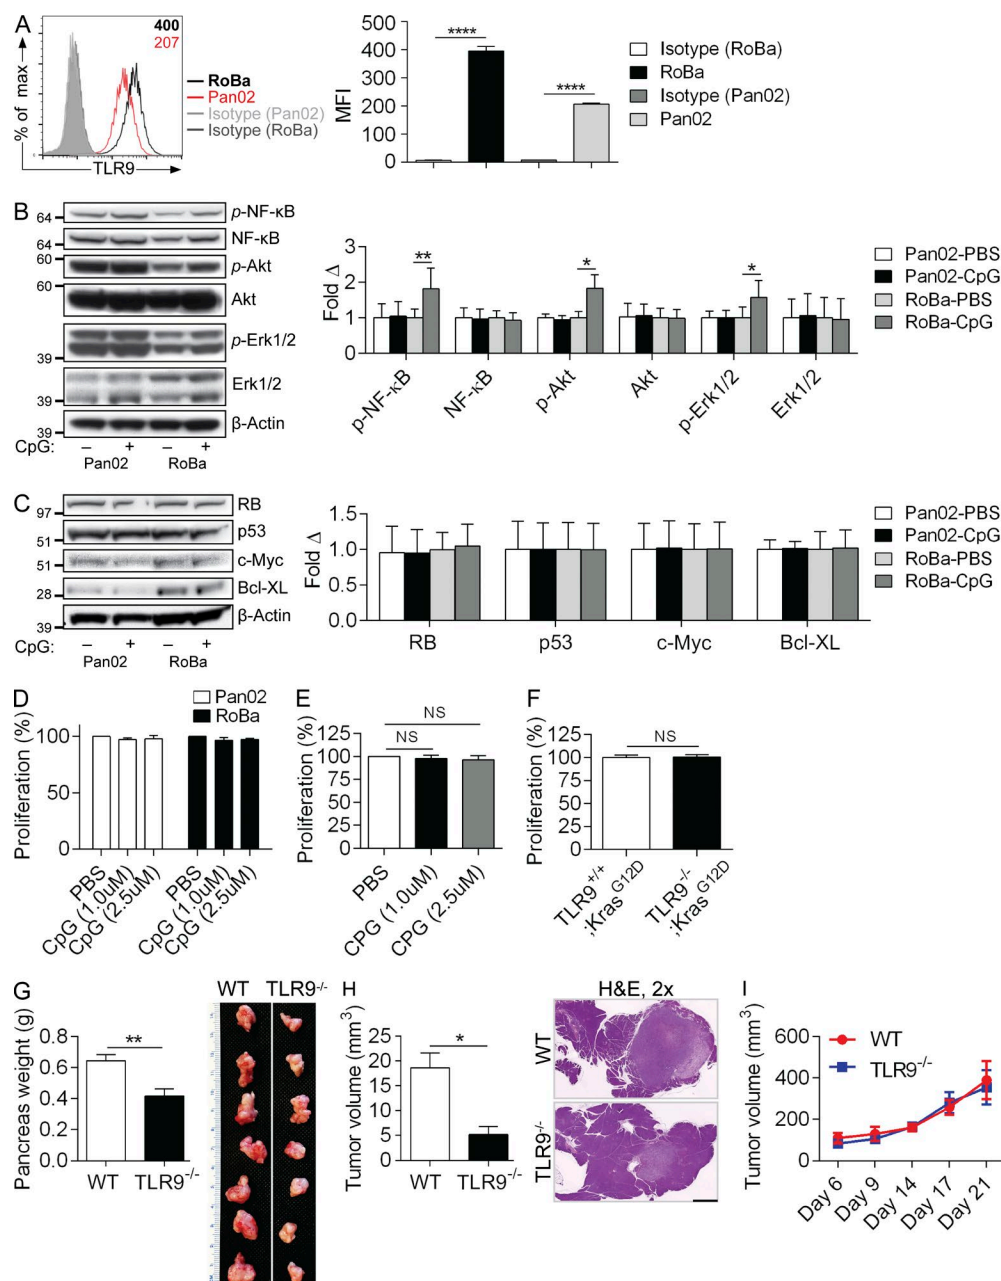 A
400
207
% of max
TLR9
RoBa
Pan02
Isotype (Pan02)
Isotype (RoBa)
MFI
500
400
300
200
100
0
****
****
Isotype (RoBa)
RoBa
Isotype (Pan02)
Pan02
B
64
p-NF-κB
64
NF-κB
60
p-Akt
60
Akt
39
p-Erk1/2
39
Erk1/2
39
β-Actin
CpG: – + – +
Pan02 RoBa
Fold Δ
3
2
1
0
** * *
p-NF-κB NF-κB p-Akt Akt p-Erk1/2 Erk1/2
Pan02-PBS
Pan02-CpG
RoBa-PBS
RoBa-CpG
C
97
RB
51
p53
51
c-Myc
28
Bcl-XL
39
β-Actin
CpG: – + – +
Pan02 RoBa
Fold Δ
1.5
1.0
0.5
0.0
RB p53 c-Myc Bcl-XL
Pan02-PBS
Pan02-CpG
RoBa-PBS
RoBa-CpG
D
Pan02
RoBa
Proliferation (%)
100
50
0
PBS
CpG (1.0uM)
CpG (2.5uM)
PBS
CpG (1.0uM)
CpG (2.5uM)
E
NS
NS
Proliferation (%)
125
100
75
50
25
0
PBS
CPG (1.0uM)
CPG (2.5uM)
F
NS
Proliferation (%)
125
100
75
50
25
0
TLR9+/+
;Kras G12D
TLR9-/-
;Kras G12D
G
Pancreas weight (g)
0.8
0.6
0.4
0.2
0.0
**
WT TLR9-/-
WT TLR9-/-
H
Tumor volume (mm3)
25
20
15
10
5
0
*
WT TLR9-/-
H&E, 2x
WT
TLR9-/-
I
Tumor volume (mm3)
600
400
200
0
WT
TLR9-/-
Day 6
Day 9
Day 14
Day 17
Day 21